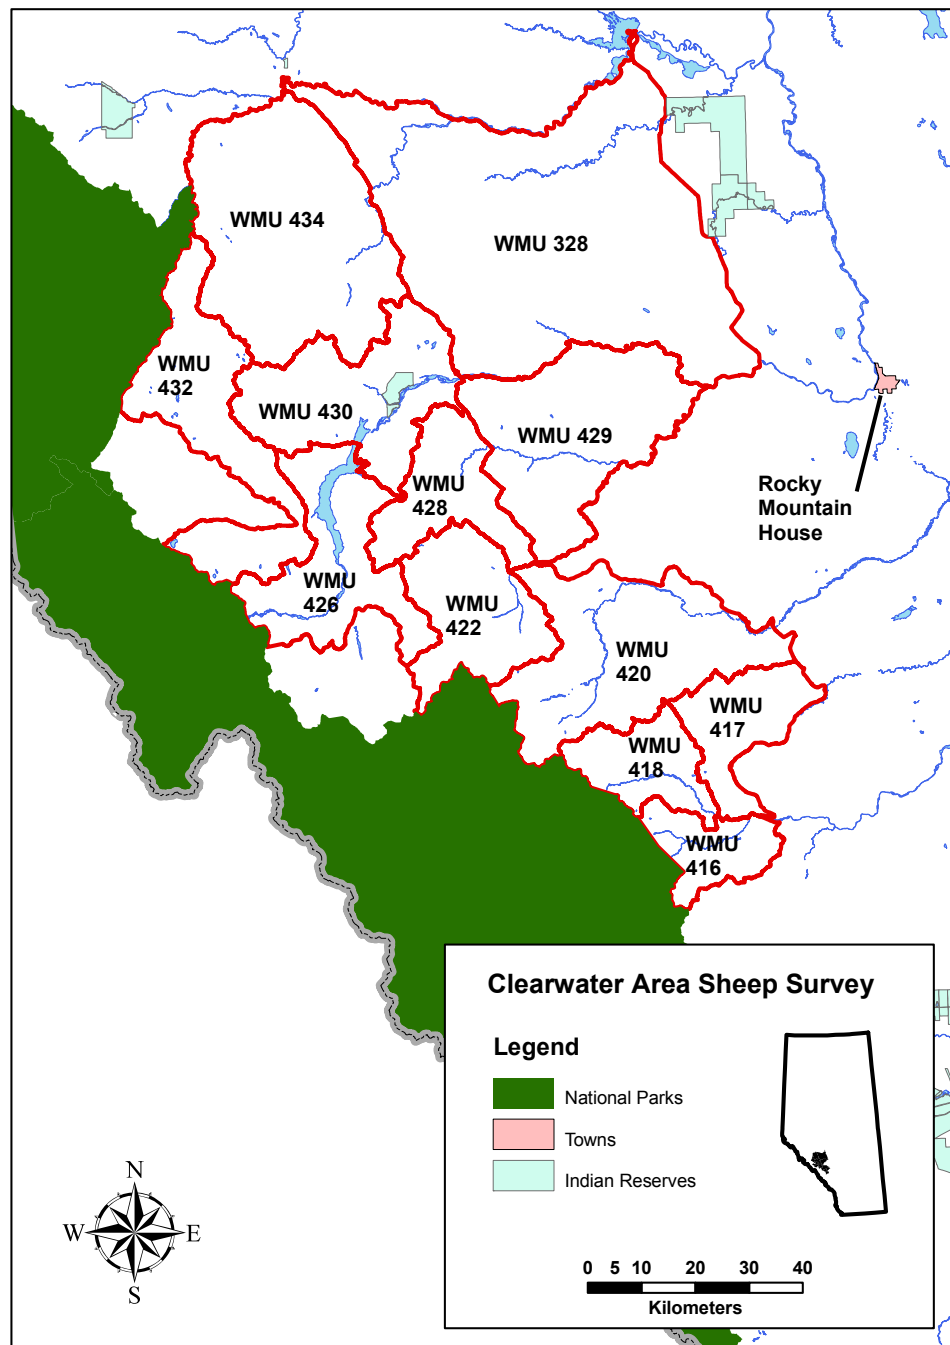 WMU 434
WMU 328
WMU
432
WMU 430
WMU 429
WMU
428
Rocky
Mountain
House
WMU
426
WMU
422
WMU
420
WMU
417
WMU
418
WMU
416
Clearwater Area Sheep Survey
Legend
National Parks
Towns
Indian Reserves
N
W E
S
0 5 10 20 30 40
Kilometers